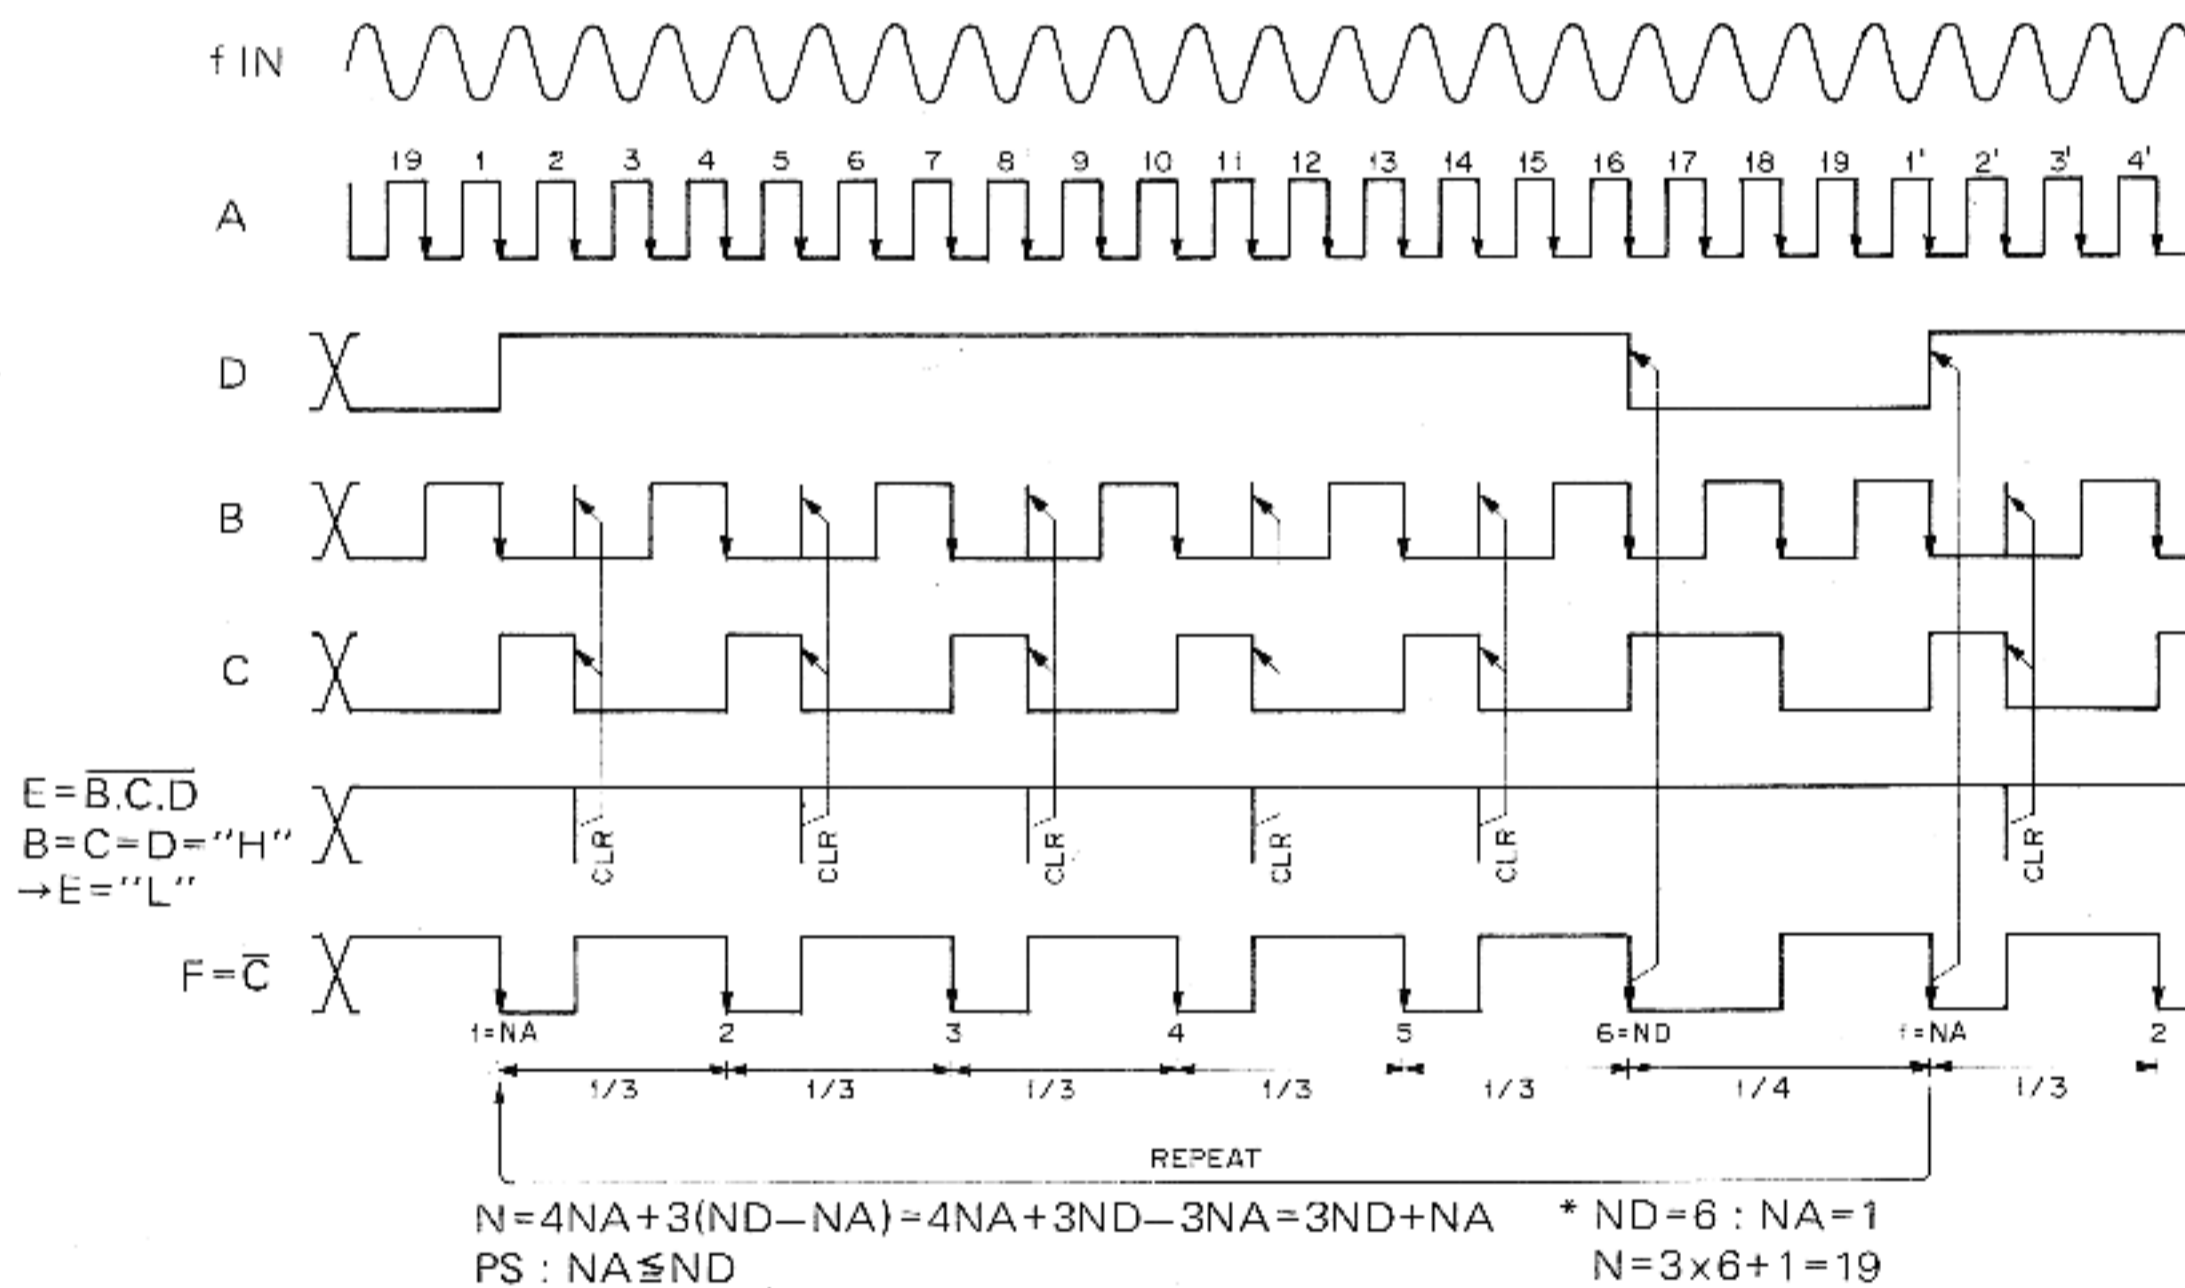 f IN
19 1 2 3 4 5 6 7 8 9 10 11 12 13 14 15 16 17 18 19 1' 2' 3' 4'
A
D
B
C
E=\overline{B.C.D}
B=C=D="H"
→E="L"
CLR CLR CLR CLR CLR CLR
F=\overline{C}
1=NA 2 3 4 5 6=ND 1=NA 2
1/3 1/3 1/3 1/3 1/3 1/4 1/3
REPEAT
N=4NA+3(ND−NA)=4NA+3ND−3NA=3ND+NA
* ND=6 : NA=1
PS : NA≦ND
N=3×6+1=19